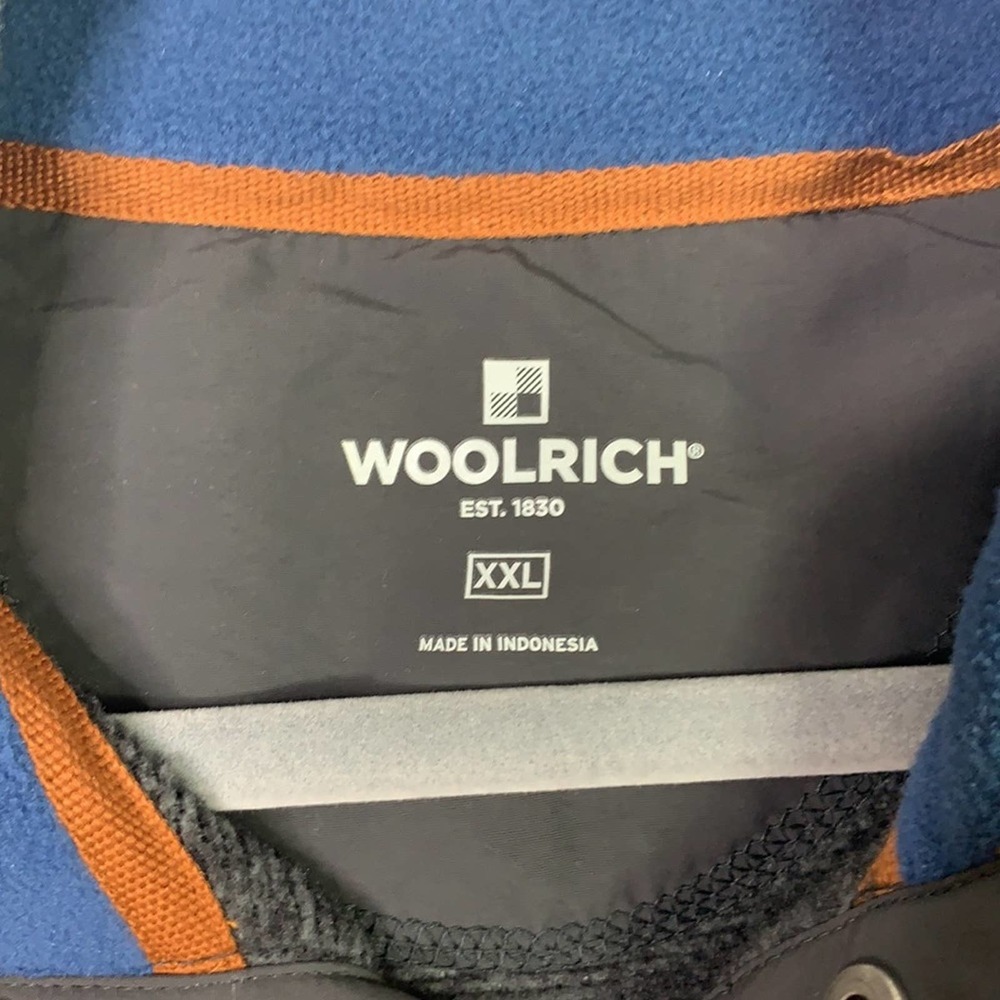 WOOLRICH®
EST. 1830
XXL
MADE IN INDONESIA